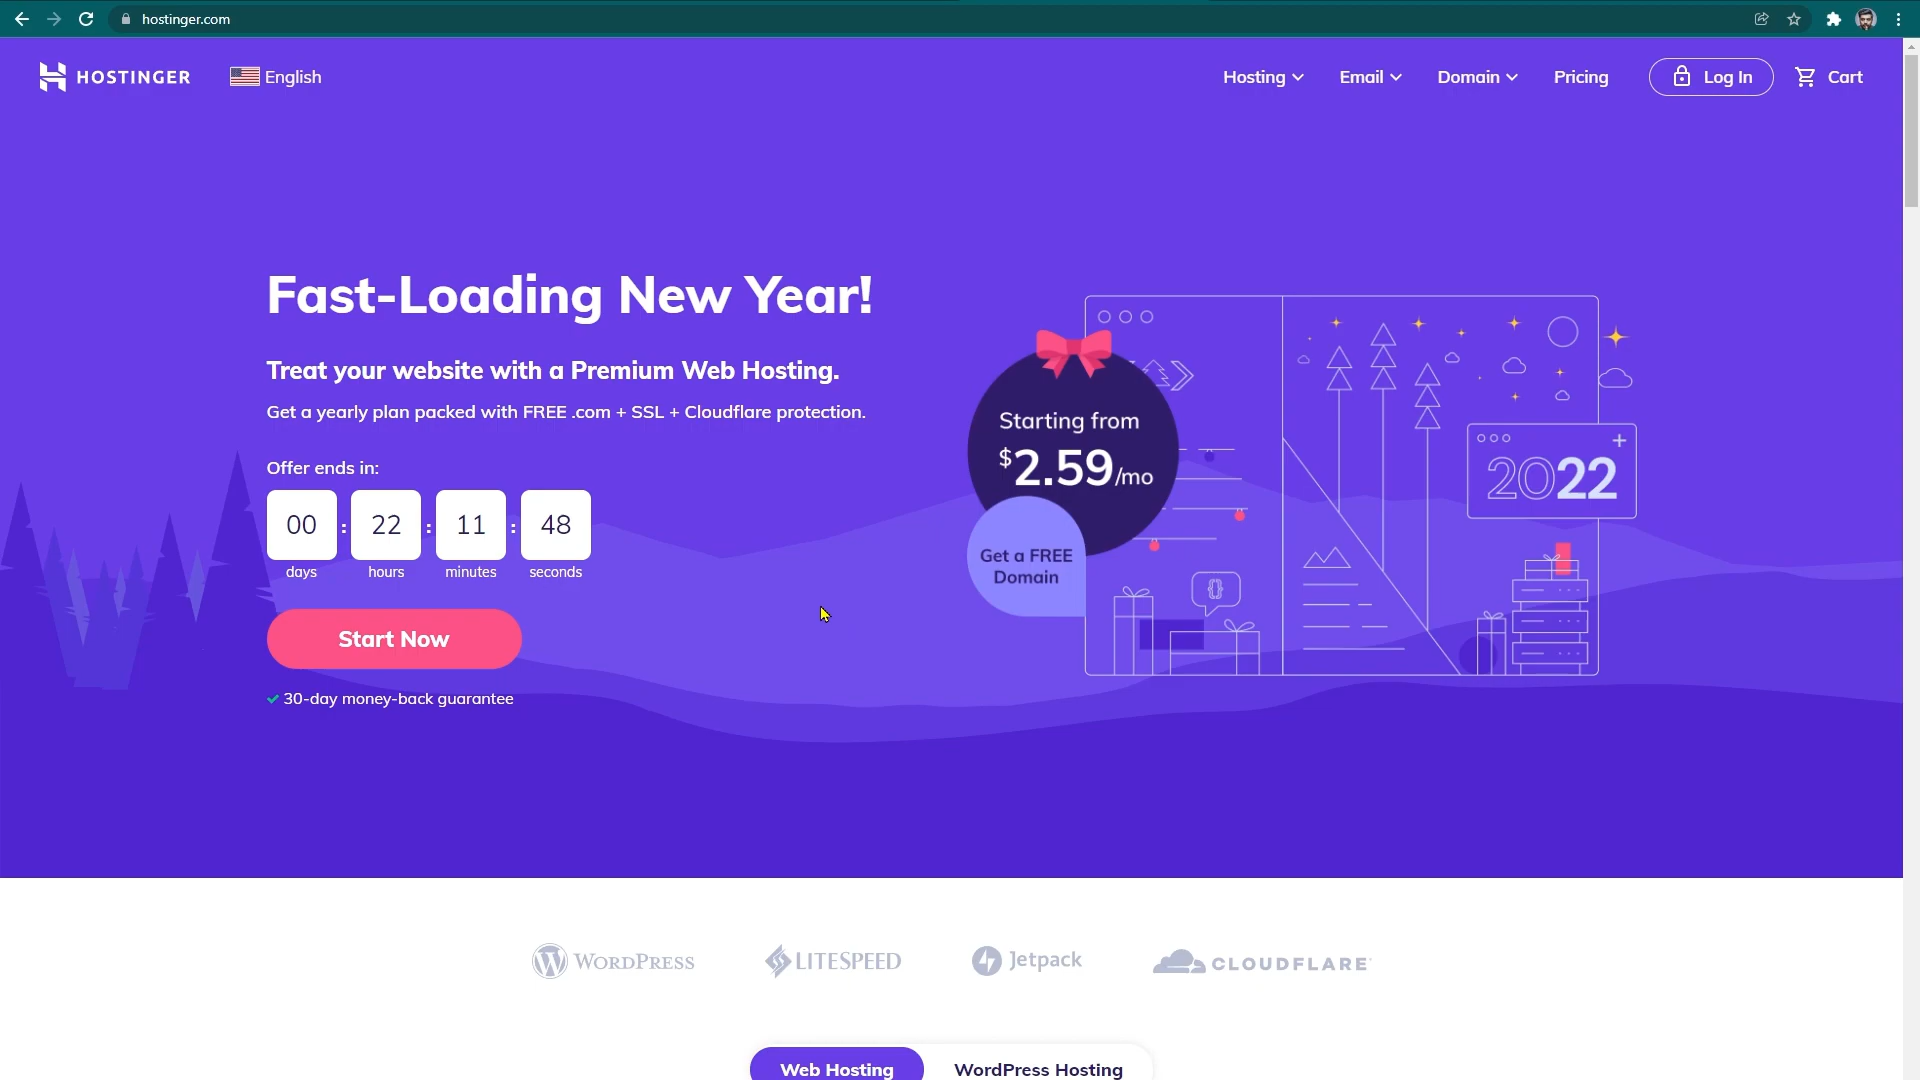 hostinger.com
HOSTINGER
English
Hosting
Email
Domain
Pricing
Log In
Cart
Fast-Loading New Year!
Treat your website with a Premium Web Hosting.
Get a yearly plan packed with FREE .com + SSL + Cloudflare protection.
Offer ends in:
00 : 22 : 11 : 48
days hours minutes seconds
Start Now
30-day money-back guarantee
Starting from
$2.59/mo
Get a FREE
Domain
2022
{}
WORDPRESS
LITESPEED
Jetpack
CLOUDFLARE
Web Hosting
WordPress Hosting